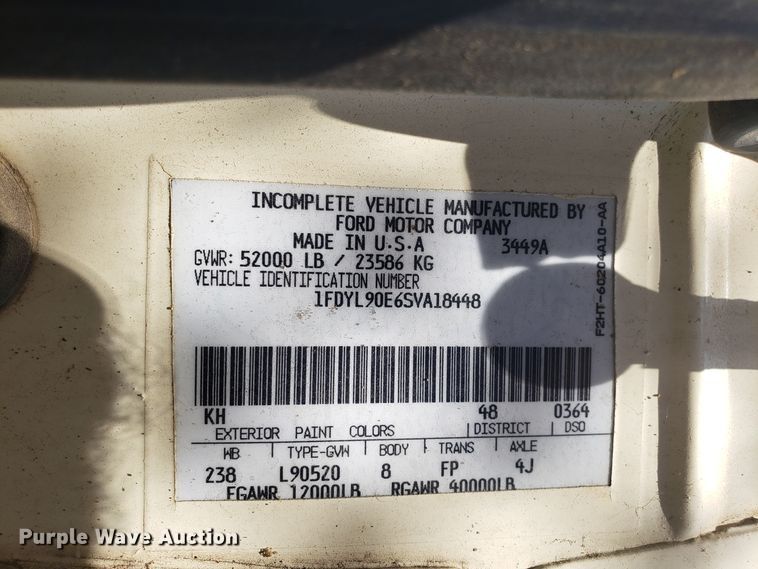 INCOMPLETE VEHICLE MANUFACTURED BY
FORD MOTOR COMPANY
MADE IN U.S.A 3449A
GVWR: 52000 LB / 23586 KG
VEHICLE IDENTIFICATION NUMBER
1FDYL90E6SVA18448
F2HT-60204A10-AA
KH 48 0364
EXTERIOR PAINT COLORS DISTRICT DSO
WB TYPE-GVW BODY TRANS AXLE
238 L90520 8 FP 4J
FGAWR 12000LB RGAWR 40000LB
Purple Wave Auction